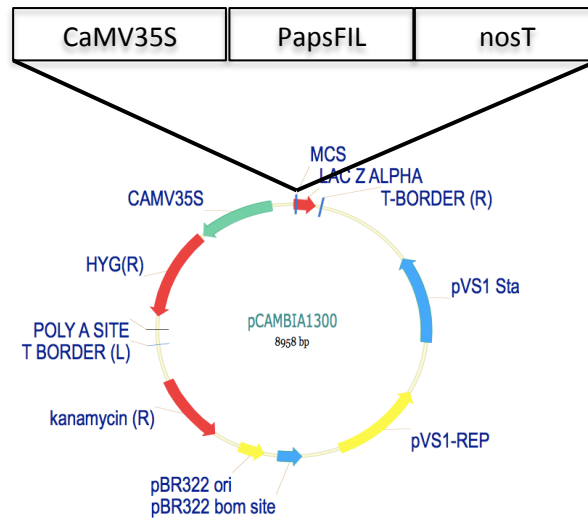 CaMV35S PapsFIL nosT
MCS
LAC Z ALPHA
CAMV35S
T-BORDER (R)
HYG(R)
pVS1 Sta
pCAMBIA1300
8958 bp
POLY A SITE
T BORDER (L)
kanamycin (R)
pVS1-REP
pBR322 ori
pBR322 bom site